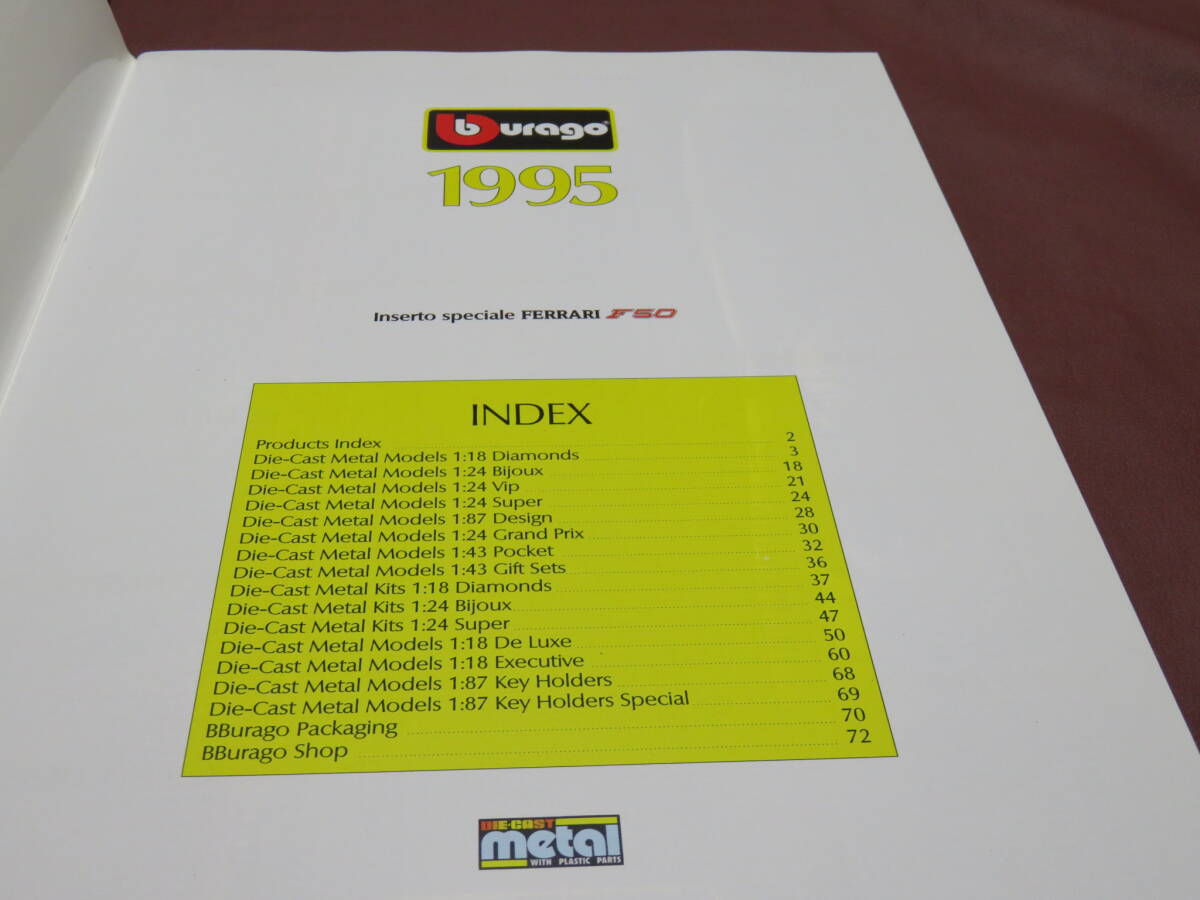 bburago®
1995
Inserto speciale FERRARI F50
INDEX
Products Index 2
Die-Cast Metal Models 1:18 Diamonds 3
Die-Cast Metal Models 1:24 Bijoux 18
Die-Cast Metal Models 1:24 Vip 21
Die-Cast Metal Models 1:24 Super 24
Die-Cast Metal Models 1:87 Design 28
Die-Cast Metal Models 1:24 Grand Prix 30
Die-Cast Metal Models 1:43 Pocket 32
Die-Cast Metal Models 1:43 Gift Sets 36
Die-Cast Metal Kits 1:18 Diamonds 37
Die-Cast Metal Kits 1:24 Bijoux 44
Die-Cast Metal Kits 1:24 Super 47
Die-Cast Metal Models 1:18 De Luxe 50
Die-Cast Metal Models 1:18 Executive 60
Die-Cast Metal Models 1:87 Key Holders 68
Die-Cast Metal Models 1:87 Key Holders Special 69
BBurago Packaging 70
BBurago Shop 72
DIE-CAST
metal
WITH PLASTIC PARTS